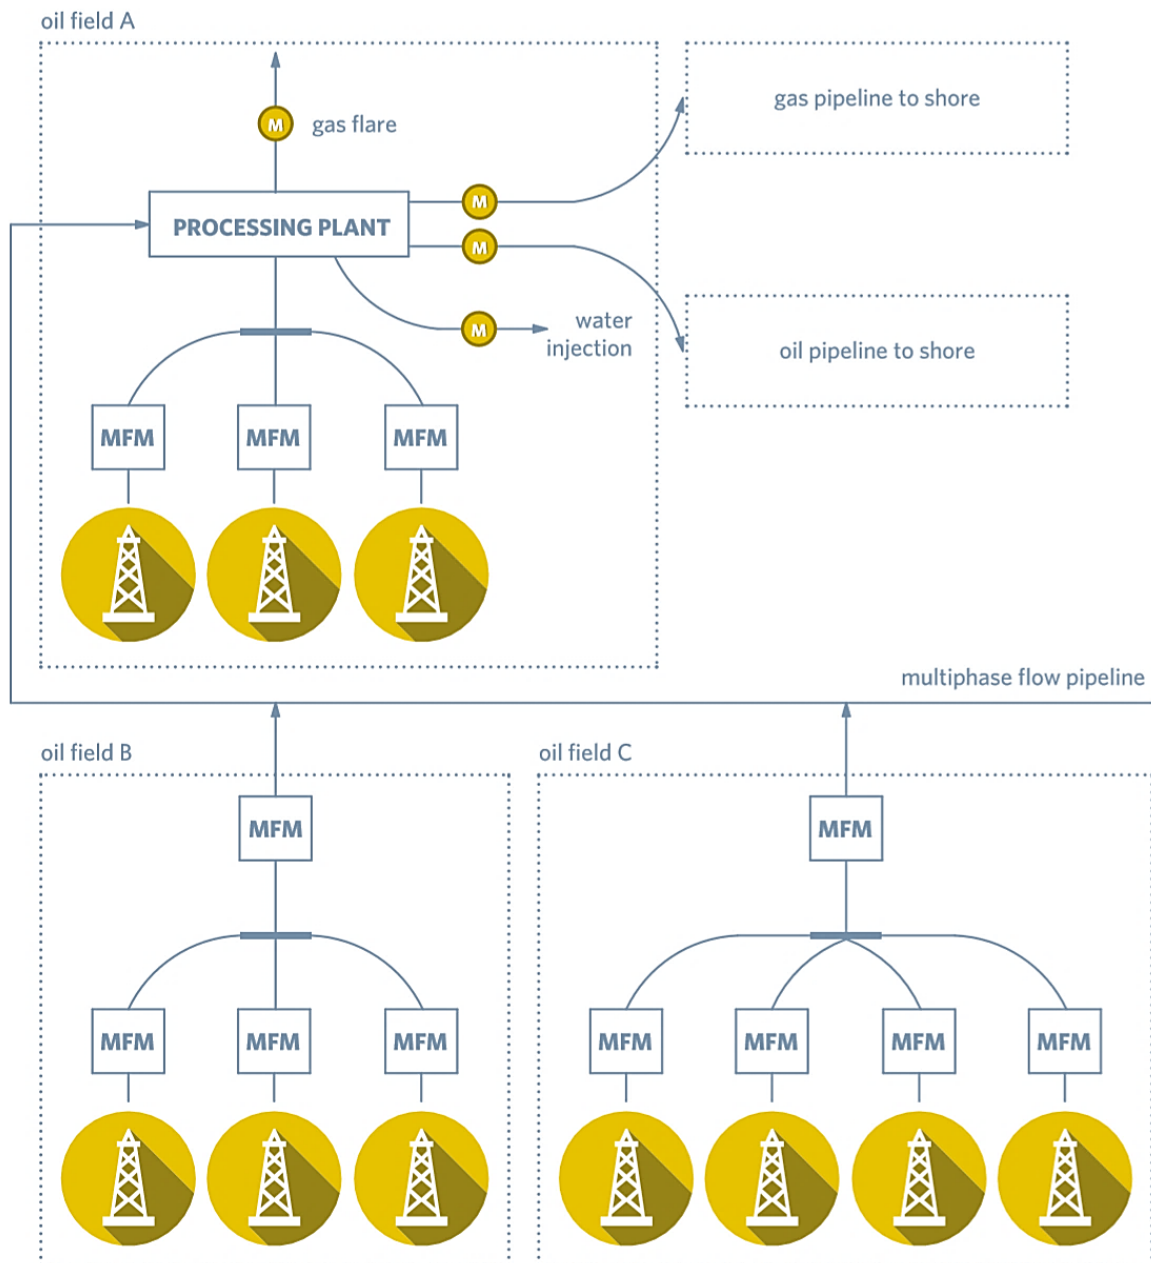 oil field A
gas flare
gas pipeline to shore
M
M
PROCESSING PLANT
M
M
water
injection
oil pipeline to shore
MFM
MFM
MFM
multiphase flow pipeline
oil field B
oil field C
MFM
MFM
MFM
MFM
MFM
MFM
MFM
MFM
MFM